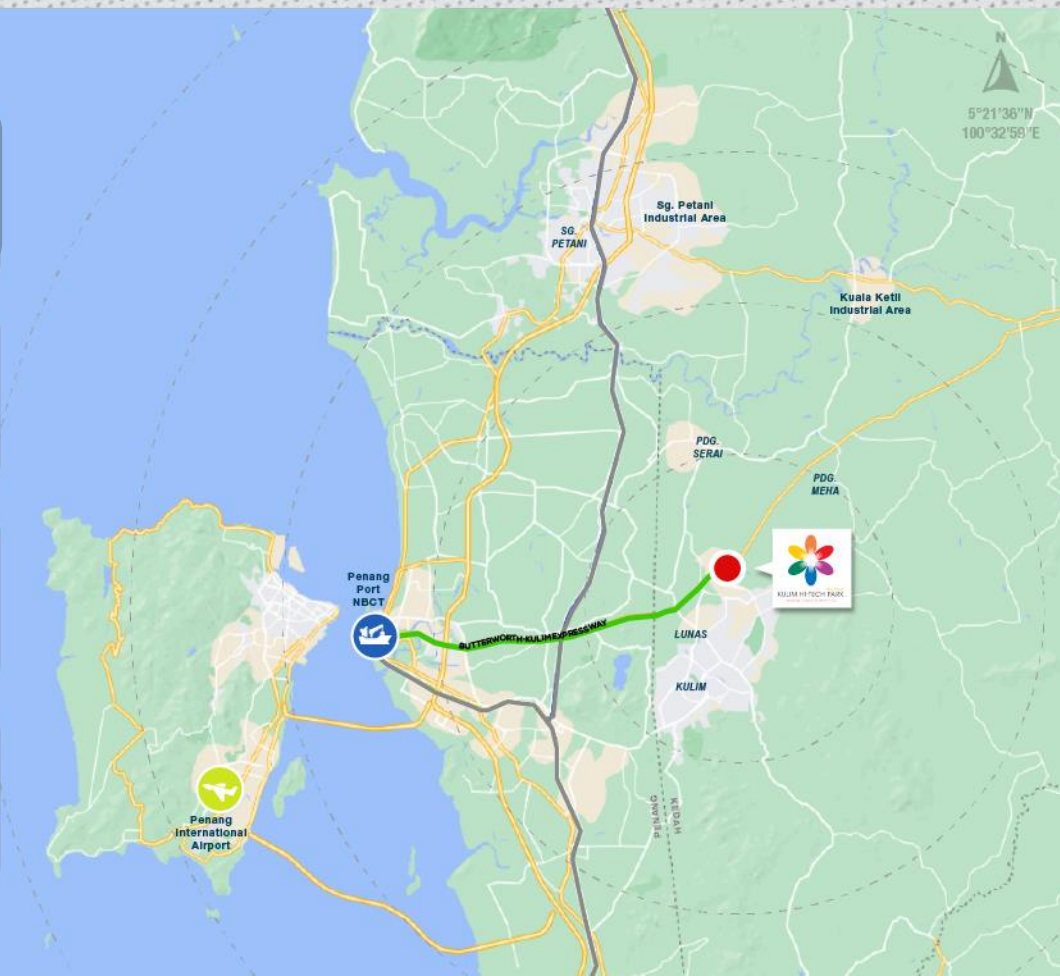 N
5°21'36"N
100°32'59"E
Sg. Petani
Industrial Area
SG.
PETANI
Kuala Ketil
Industrial Area
PDG.
SERAI
PDG.
MEHA
KULIM HI-TECH PARK
Penang
Port
NBCT
BUTTERWORTH-KULIM EXPRESSWAY
LUNAS
KULIM
PENANG
KEDAH
Penang
International
Airport